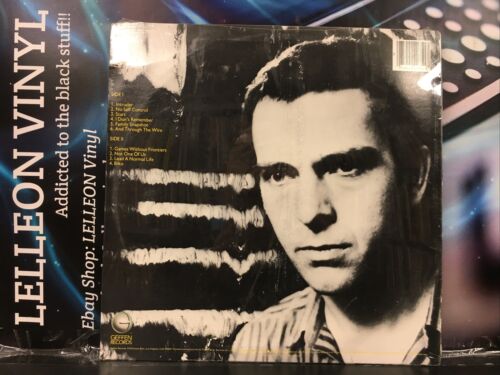 LELLEON VINYL
Addicted to the black stuff!!
Ebay Shop: LELLEON Vinyl
SIDE I
1. Intruder
2. No Self Control
3. Start
4. I Don't Remember
5. Family Snapshot
6. And Through The Wire
SIDE II
1. Games Without Frontiers
2. Not One Of Us
3. Lead A Normal Life
4. Biko
GEFFEN
RECORDS